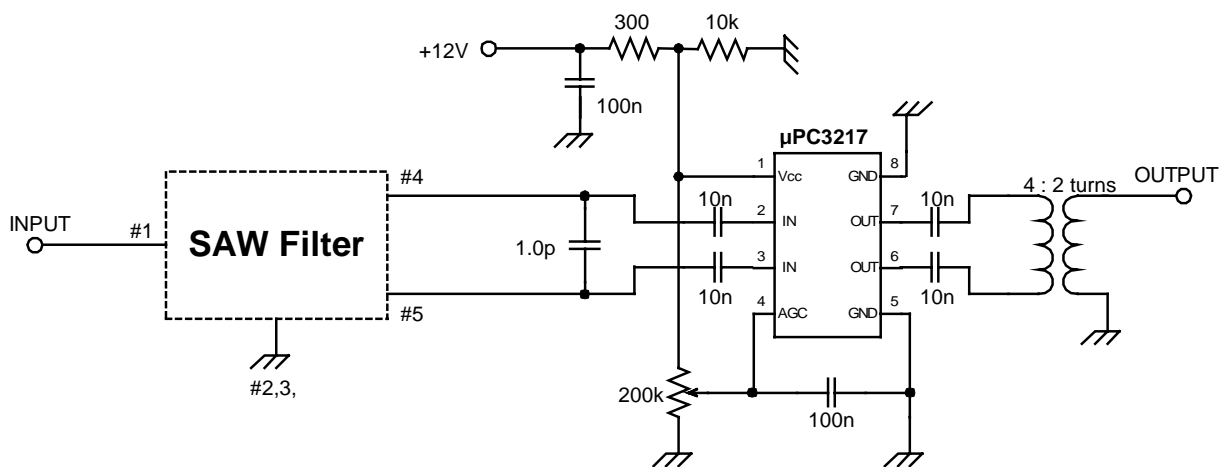 300
10k
+12V
100n
µPC3217
1
8
Vcc
GND
#4
10n
10n
4 : 2 turns
OUTPUT
INPUT
#1
SAW Filter
1.0p
2
7
IN
OUT
3
6
IN
OUT
10n
10n
#5
4
5
AGC
GND
#2,3,
200k
100n